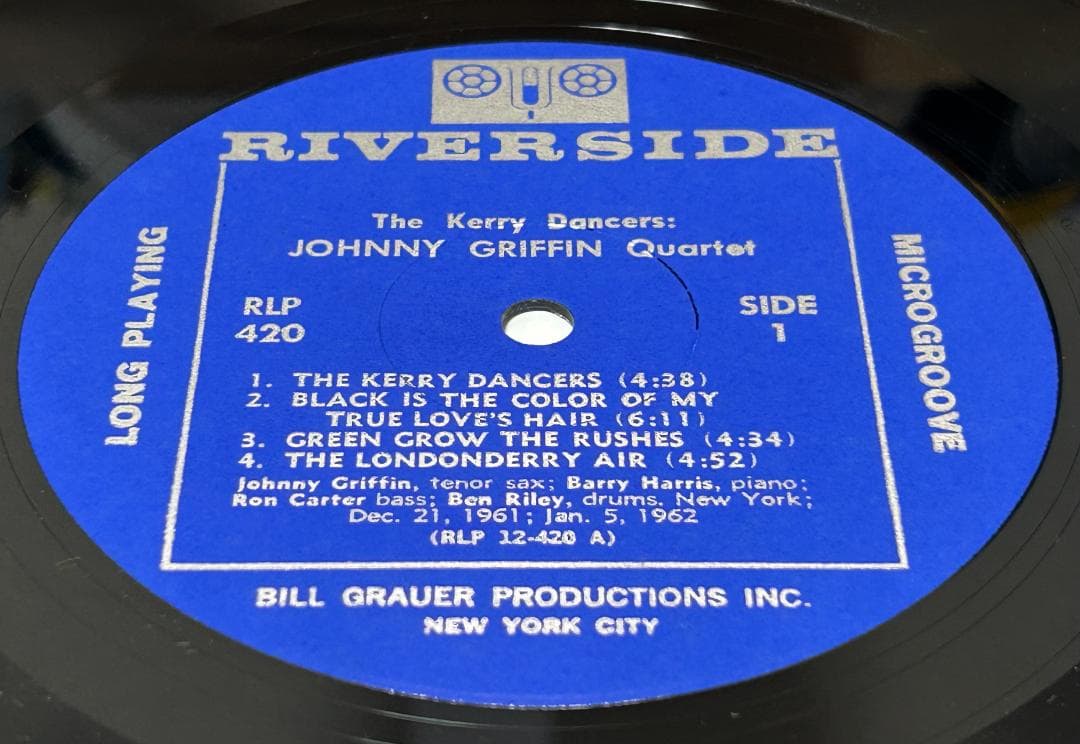 RIVERSIDE
The Kerry Dancers:
JOHNNY GRIFFIN Quartet
LONG PLAYING
MICROGROOVE
RLP
420
SIDE
1
1. THE KERRY DANCERS (4:38)
2. BLACK IS THE COLOR OF MY
TRUE LOVE'S HAIR (6:11)
3. GREEN GROW THE RUSHES (4:34)
4. THE LONDONDERRY AIR (4:52)
Johnny Griffin, tenor sax; Barry Harris, piano;
Ron Carter bass; Ben Riley, drums, New York;
Dec. 21, 1961; Jan. 5, 1962
(RLP 12-420 A)
BILL GRAUER PRODUCTIONS INC.
NEW YORK CITY